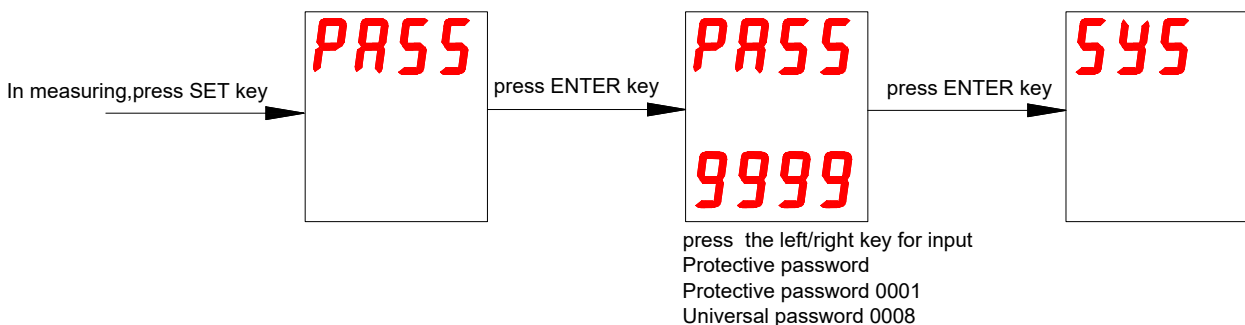 PASS
PASS
SYS
In measuring,press SET key
press ENTER key
press ENTER key
9999
press the left/right key for input
Protective password
Protective password 0001
Universal password 0008